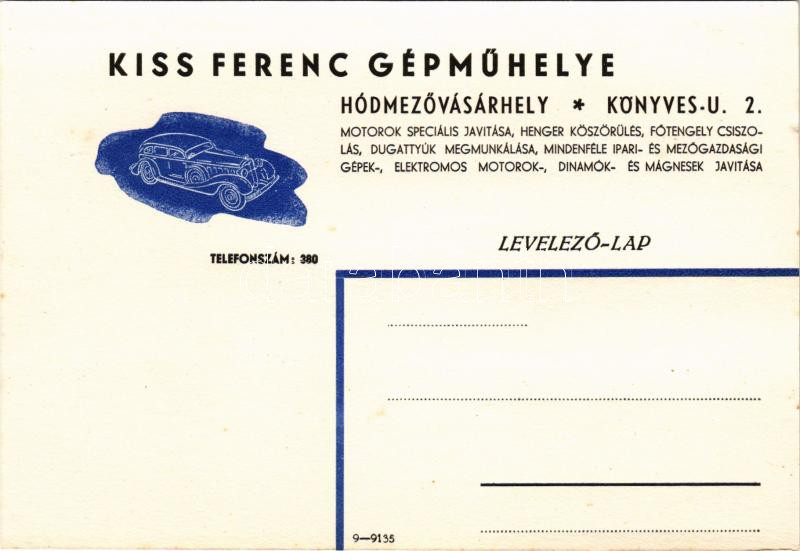 KISS FERENC GÉPMŰHELYE
HÓDMEZŐVÁSÁRHELY * KÖNYVES-U. 2.
MOTOROK SPECIÁLIS JAVITÁSA, HENGER KÖSZÖRÜLÉS, FŐTENGELY CSISZO-
LÁS, DUGATTYÚK MEGMUNKÁLÁSA, MINDENFÉLE IPARI- ÉS MEZŐGAZDASÁGI
GÉPEK-, ELEKTROMOS MOTOROK-, DINAMÓK- ÉS MÁGNESEK JAVITÁSA
LEVELEZŐ-LAP
TELEFONSZÁM: 380
9—9135